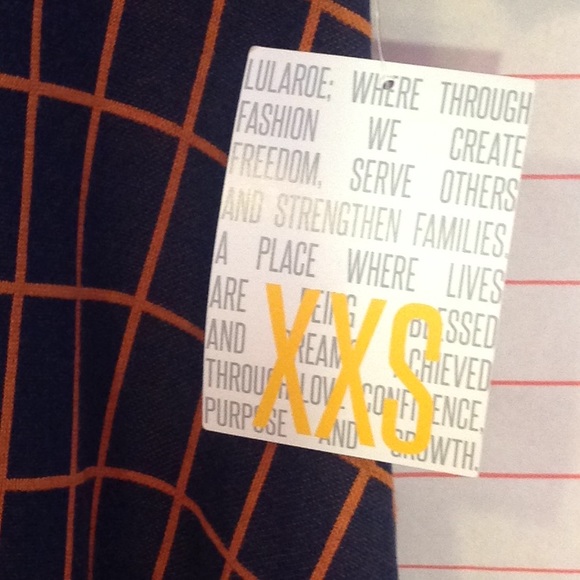 LULAROE; WHERE THROUGH
FASHION WE CREATE
FREEDOM, SERVE OTHERS
AND STRENGTHEN FAMILIES.
A PLACE WHERE LIVES
ARE BEING BLESSED
AND DREAMS ACHIEVED
THROUGH LOVE, CONFIDENCE,
PURPOSE AND GROWTH.
XXS